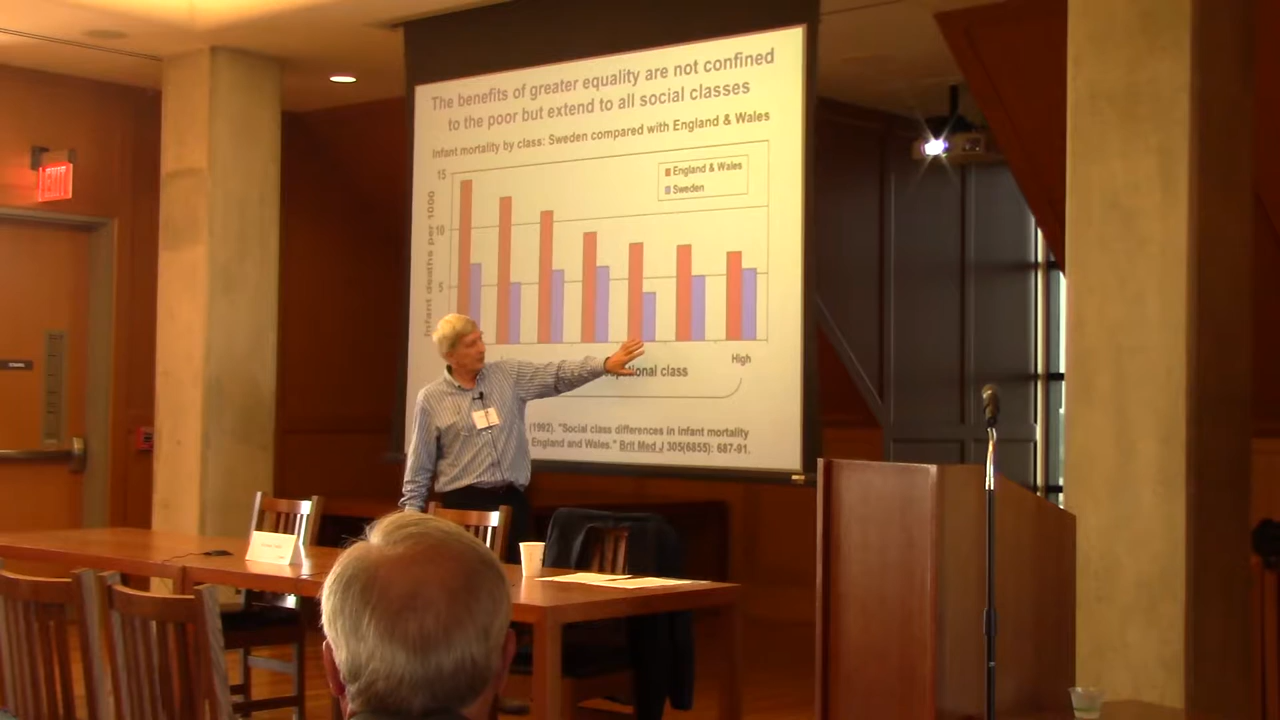 The benefits of greater equality are not confined
to the poor but extend to all social classes
Infant mortality by class: Sweden compared with England & Wales
England & Wales
Sweden
15
10
5
Infant deaths per 1000
High
class
(1992). "Social class differences in infant mortality
England and Wales." Brit Med J 305(6855): 687-91.
EXIT